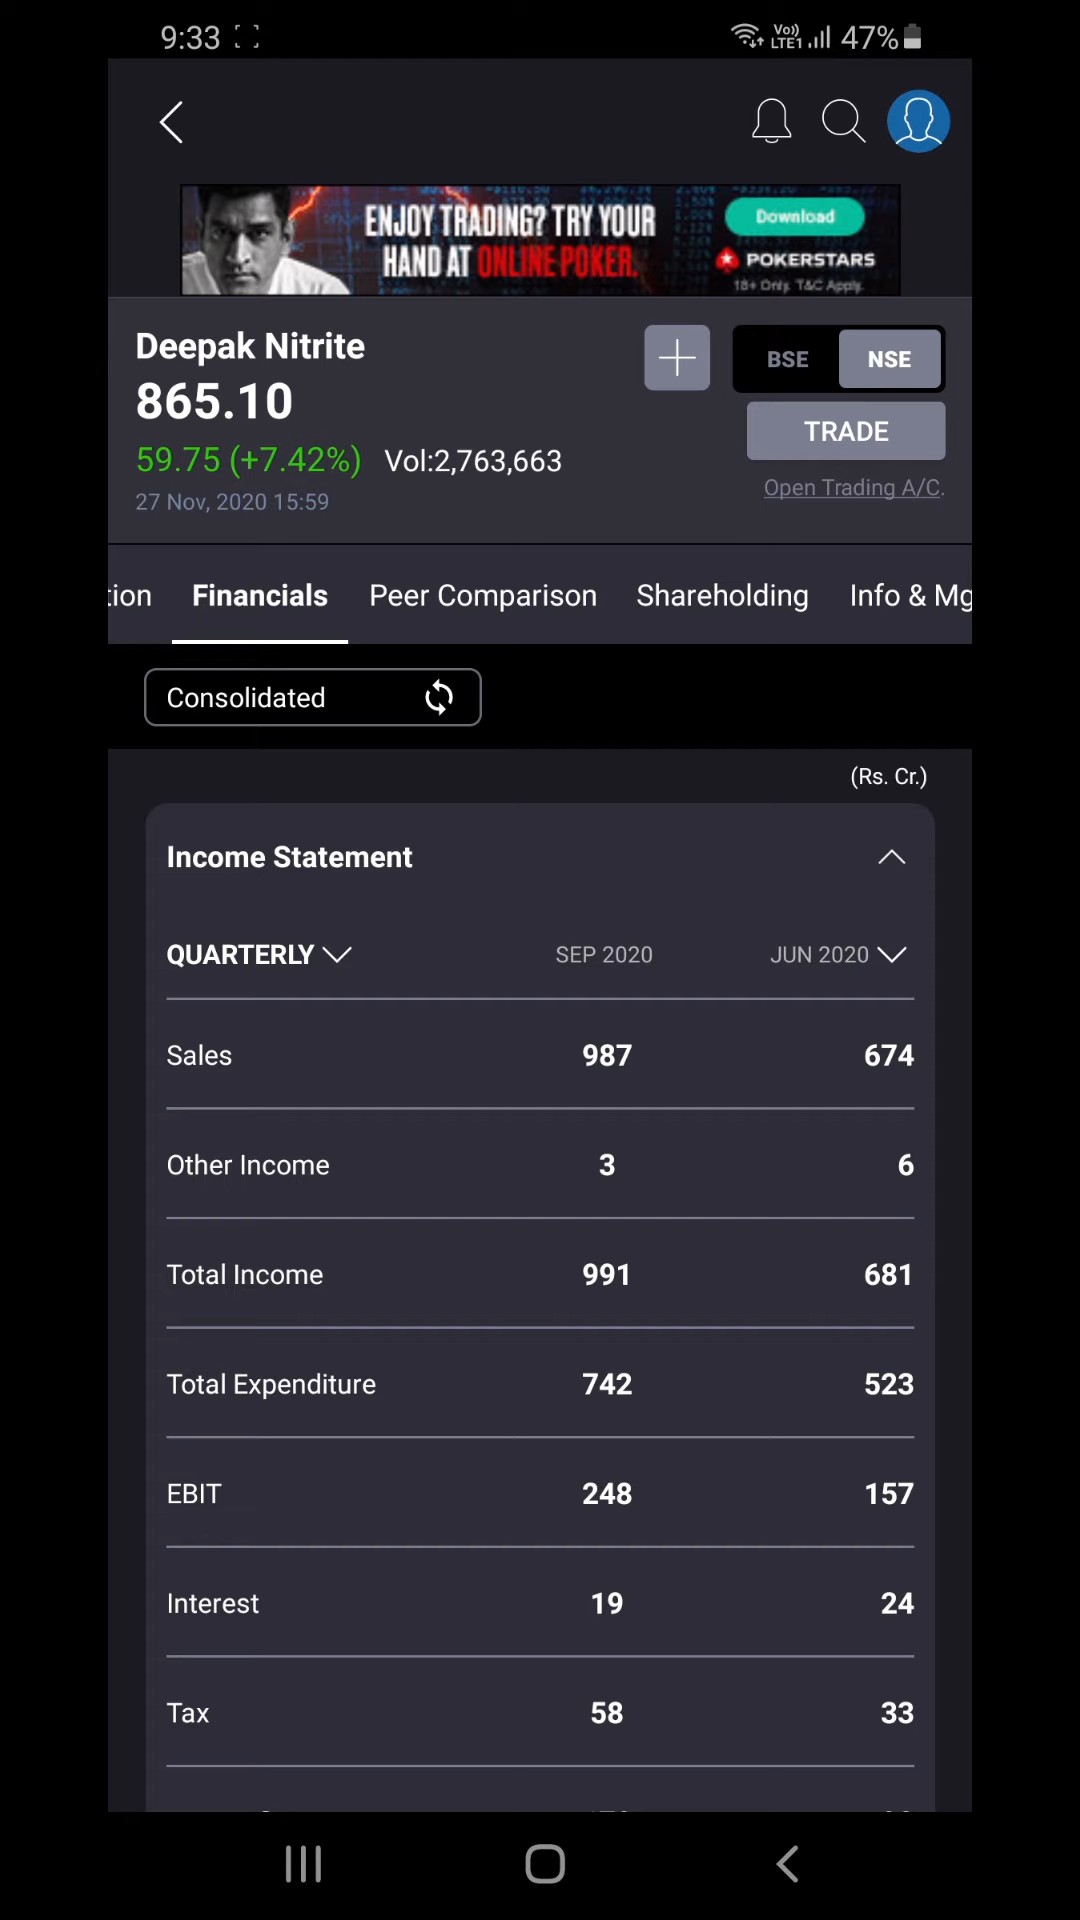 9:33 Vo)) LTE1 47%
ENJOY TRADING? TRY YOUR
HAND AT ONLINE POKER.
Download
POKERSTARS
18+ Only. T&C Apply.
Deepak Nitrite
865.10
59.75 (+7.42%) Vol:2,763,663
27 Nov, 2020 15:59
BSE NSE
TRADE
Open Trading A/C.
tion Financials Peer Comparison Shareholding Info & Mg
Consolidated
(Rs. Cr.)
Income Statement
QUARTERLY SEP 2020 JUN 2020
Sales 987 674
Other Income 3 6
Total Income 991 681
Total Expenditure 742 523
EBIT 248 157
Interest 19 24
Tax 58 33